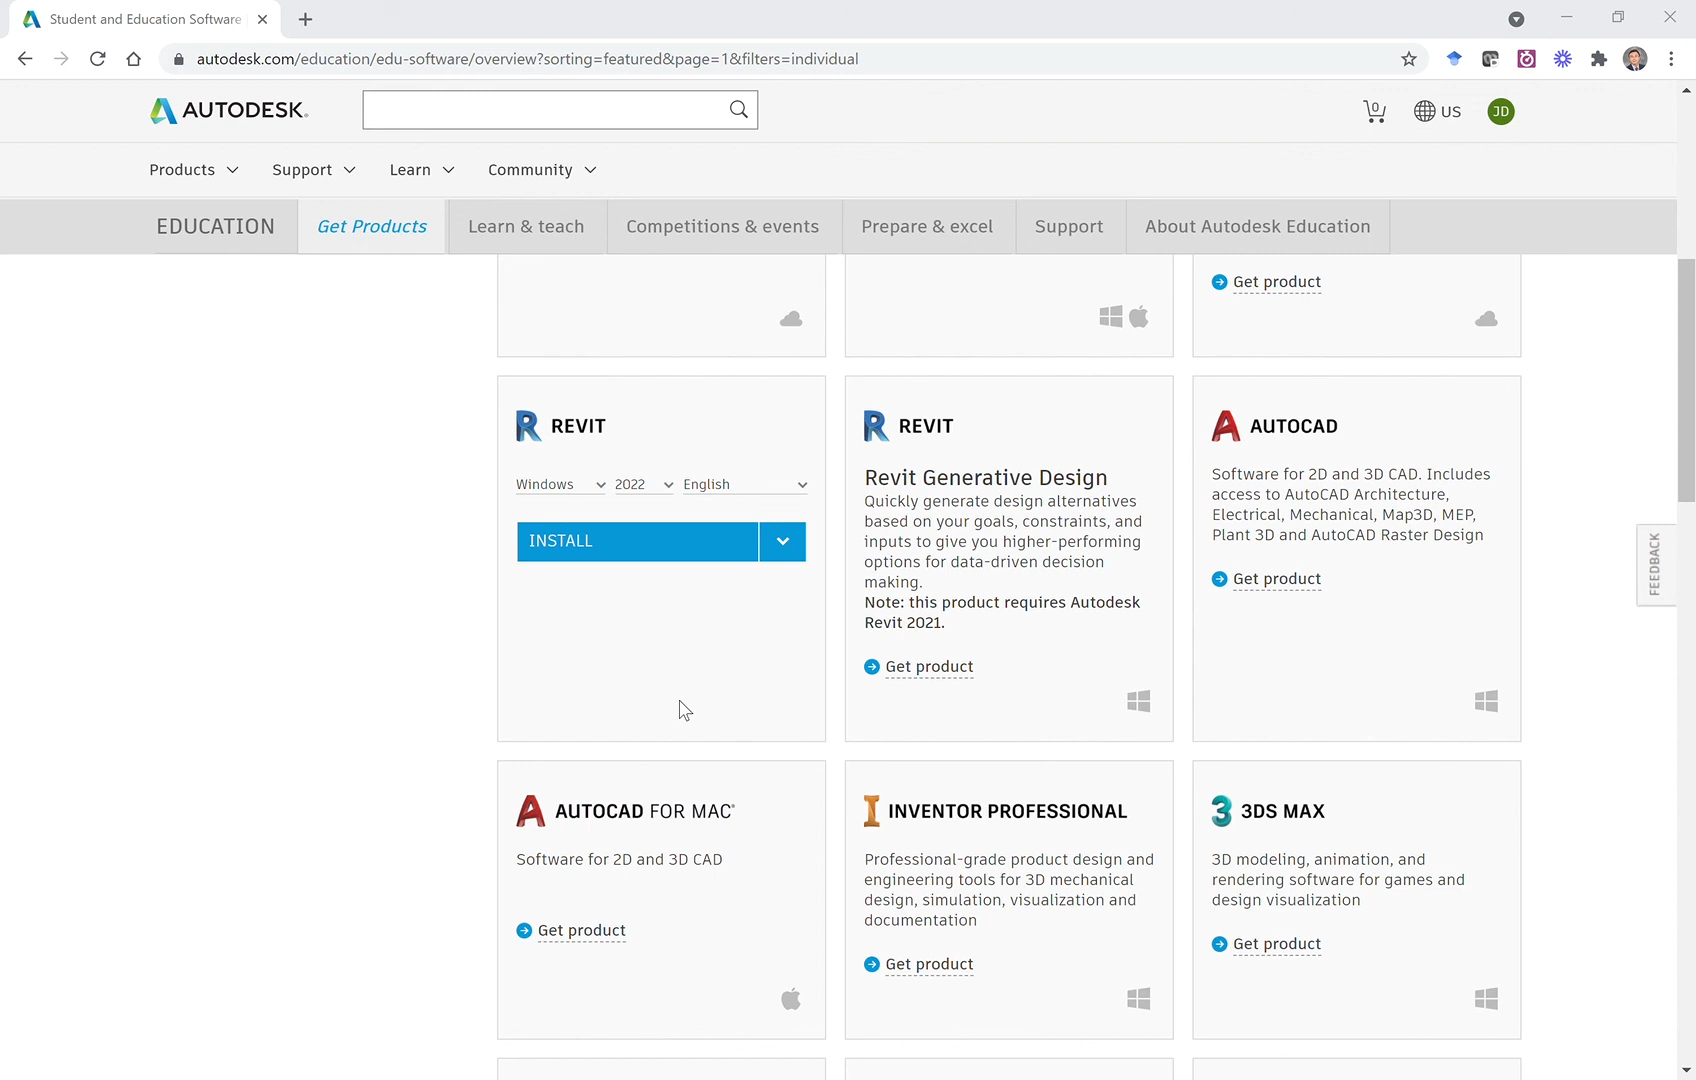 Student and Education Software
autodesk.com/education/edu-software/overview?sorting=featured&page=1&filters=individual
AUTODESK.
0
US
JD
Products
Support
Learn
Community
EDUCATION
Get Products
Learn & teach
Competitions & events
Prepare & excel
Support
About Autodesk Education
Get product
REVIT
Windows
2022
English
INSTALL
REVIT
Revit Generative Design
Quickly generate design alternatives
based on your goals, constraints, and
inputs to give you higher-performing
options for data-driven decision
making.
Note: this product requires Autodesk
Revit 2021.
Get product
AUTOCAD
Software for 2D and 3D CAD. Includes
access to AutoCAD Architecture,
Electrical, Mechanical, Map3D, MEP,
Plant 3D and AutoCAD Raster Design
Get product
FEEDBACK
AUTOCAD FOR MAC®
Software for 2D and 3D CAD
Get product
INVENTOR PROFESSIONAL
Professional-grade product design and
engineering tools for 3D mechanical
design, simulation, visualization and
documentation
Get product
3DS MAX
3D modeling, animation, and
rendering software for games and
design visualization
Get product